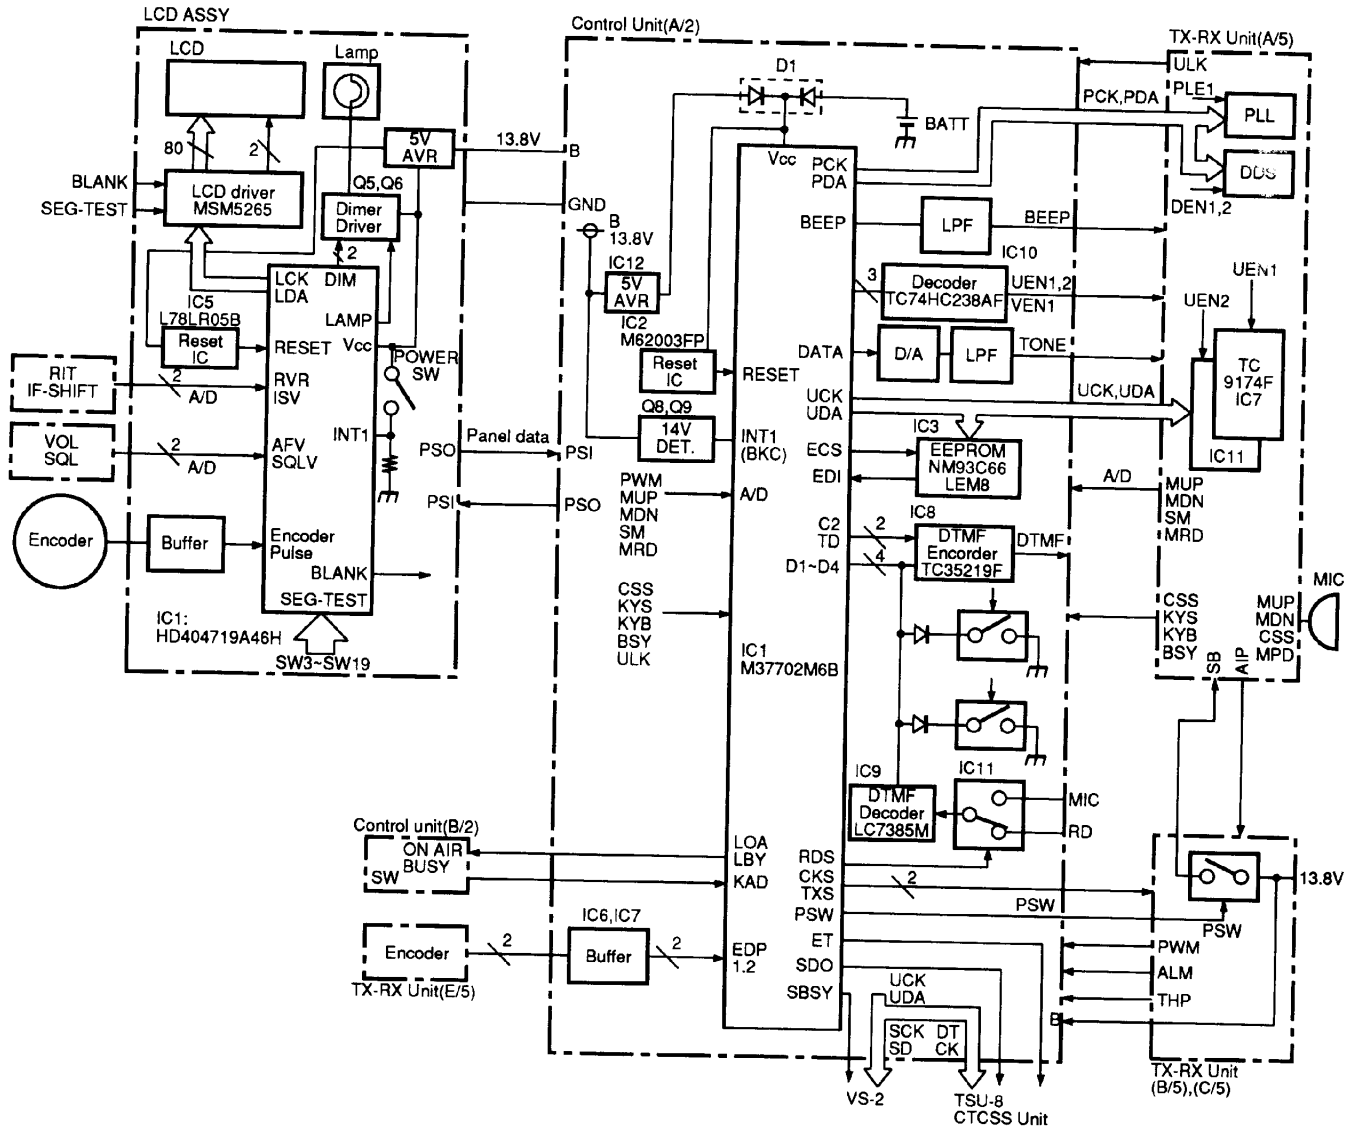 LCD ASSY
LCD
Lamp
80
2
5V
AVR
13.8V
B
BLANK
SEG-TEST
LCD driver
MSM5265
Q5,Q6
Dimer
Driver
2
GND
LCK
LDA
DIM
IC5
L78LR05B
Reset
IC
RESET
LAMP
Vcc
POWER
SW
RIT
IF-SHIFT
2
A/D
RVR
ISV
VOL
SQL
2
A/D
AFV
SQLV
INT1
PSO
Panel data
PSI
PSI
PSO
Encoder
Buffer
Encoder
Pulse
BLANK
SEG-TEST
IC1:
HD404719A46H
SW3~SW19
Control Unit(A/2)
D1
BATT
Vcc
PCK
PDA
BEEP
LPF
BEEP
B
13.8V
IC12
5V
AVR
IC2
M62003FP
Reset
IC
RESET
Q8,Q9
14V
DET.
INT1
(BKC)
PWM
MUP
MDN
SM
MRD
A/D
CSS
KYS
KYB
BSY
ULK
IC1
M37702M6B
3
IC10
Decoder
TC74HC238AF
UEN1,2
VEN1
DATA
D/A
LPF
TONE
UCK
UDA
UCK,UDA
ECS
EDI
IC3
EEPROM
NM93C66
LEM8
C2
TD
2
IC8
DTMF
Encorder
TC35219F
DTMF
D1~D4
4
IC9
DTMF
Decoder
LC7385M
IC11
MIC
RD
RDS
CKS
TXS
2
PSW
PSW
ET
SDO
SBSY
UCK
UDA
SCK
SD
DT
CK
VS-2
TSU-8
CTCSS Unit
Control unit(B/2)
ON AIR
BUSY
SW
LOA
LBY
KAD
Encoder
TX-RX Unit(E/5)
2
IC6,IC7
Buffer
2
EDP
1.2
TX-RX Unit(A/5)
ULK
PCK,PDA
PLE1
PLL
DDS
DEN1,2
UEN1
UEN2
TC
9174F
IC7
IC11
A/D
MUP
MDN
SM
MRD
CSS
KYS
KYB
BSY
SB
AIP
MUP
MDN
CSS
MPD
MIC
13.8V
PSW
PWM
ALM
THP
B
TX-RX Unit
(B/5),(C/5)